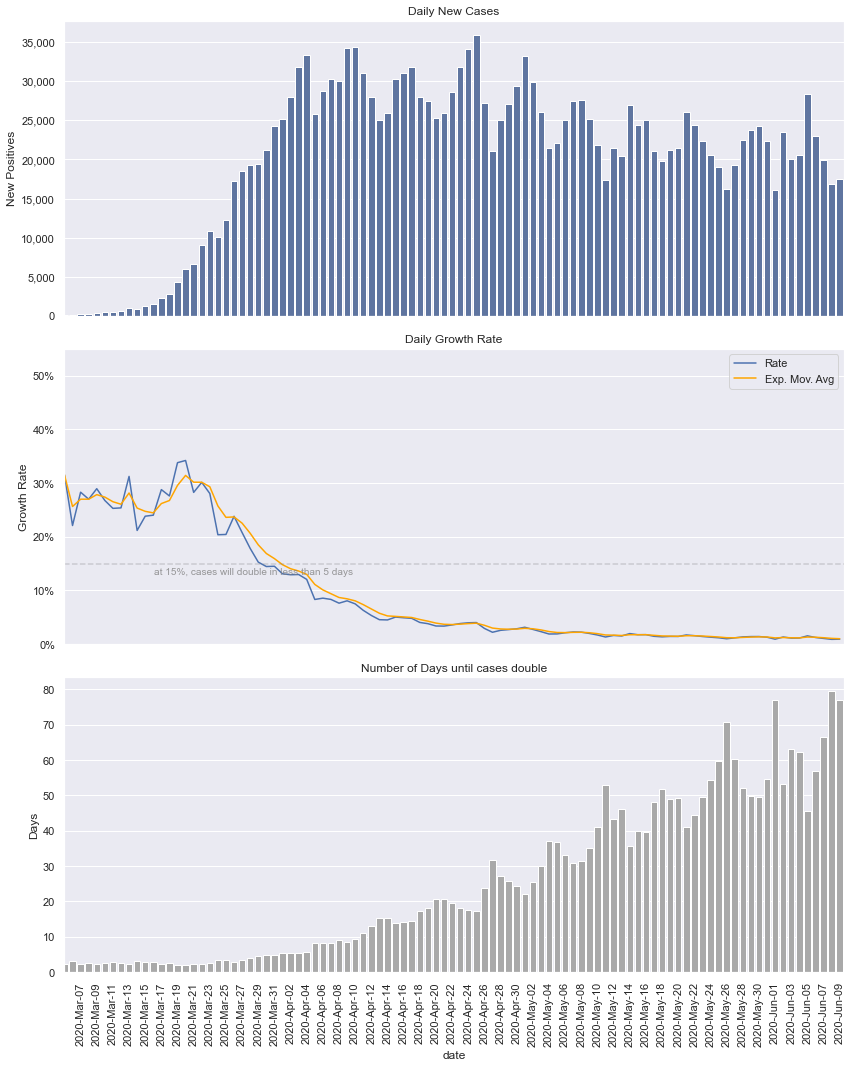 Daily New Cases
New Positives
35,000
30,000
25,000
20,000
15,000
10,000
5,000
0
Daily Growth Rate
Growth Rate
50%
40%
30%
20%
10%
0%
Rate
Exp. Mov. Avg
at 15%, cases will double in less than 5 days
Number of Days until cases double
Days
80
70
60
50
40
30
20
10
0
2020-Mar-07
2020-Mar-09
2020-Mar-11
2020-Mar-13
2020-Mar-15
2020-Mar-17
2020-Mar-19
2020-Mar-21
2020-Mar-23
2020-Mar-25
2020-Mar-27
2020-Mar-29
2020-Mar-31
2020-Apr-02
2020-Apr-04
2020-Apr-06
2020-Apr-08
2020-Apr-10
2020-Apr-12
2020-Apr-14
2020-Apr-16
2020-Apr-18
2020-Apr-20
2020-Apr-22
2020-Apr-24
2020-Apr-26
2020-Apr-28
2020-Apr-30
2020-May-02
2020-May-04
2020-May-06
2020-May-08
2020-May-10
2020-May-12
2020-May-14
2020-May-16
2020-May-18
2020-May-20
2020-May-22
2020-May-24
2020-May-26
2020-May-28
2020-May-30
2020-Jun-01
2020-Jun-03
2020-Jun-05
2020-Jun-07
2020-Jun-09
date